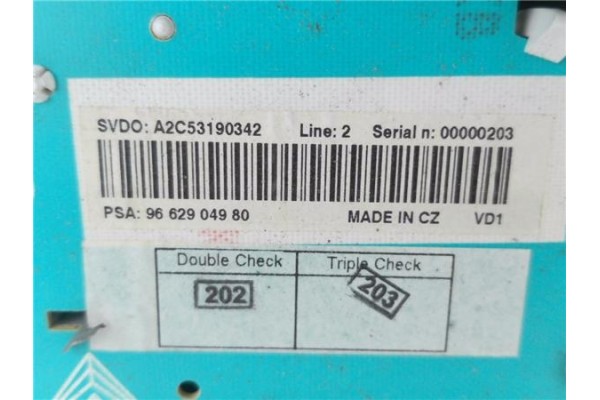 SVDO: A2C53190342 Line: 2 Serial n: 00000203
PSA: 96 629 049 80 MADE IN CZ VD1
Double Check Triple Check
202 203